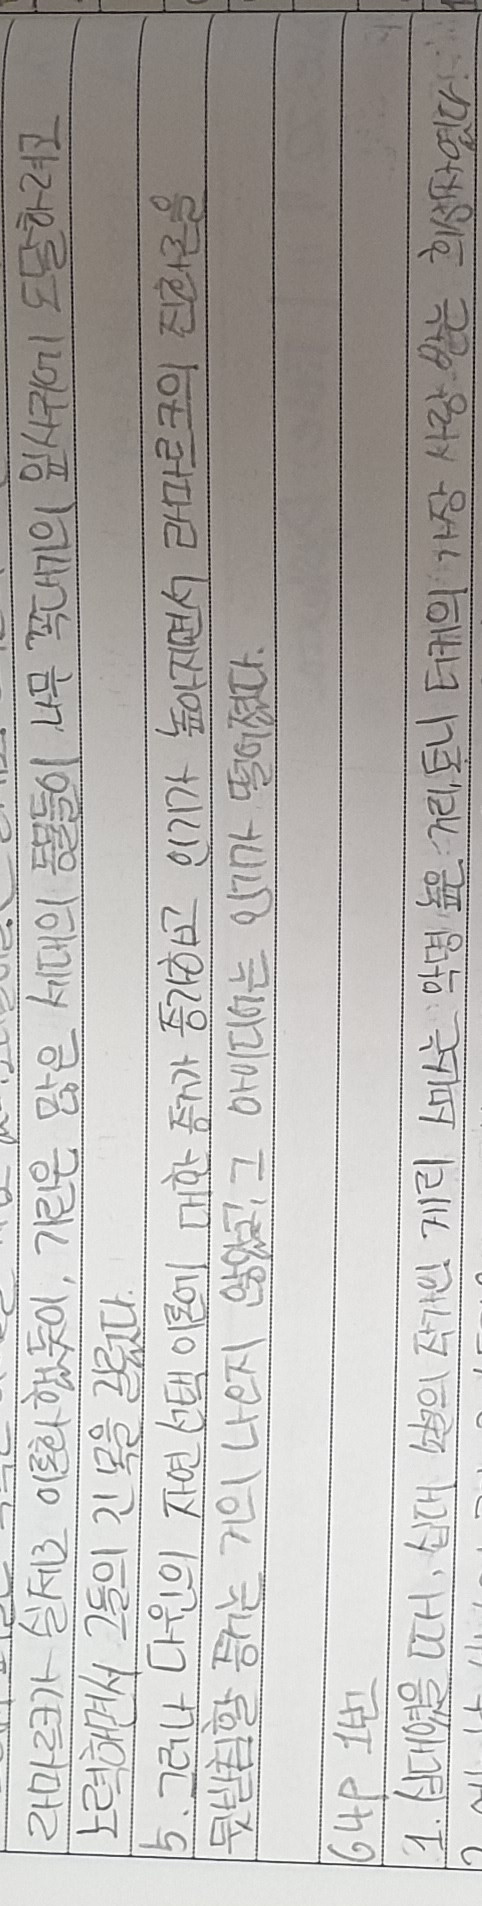 라마르크가 실제로 이론화했듯이, 기린은 많은 세대의 동물들이 나무 꼭대기의 잎사귀에 도달하려고
노력하면서 그들의 긴 목을 길렀다.
5. 그러나 다윈의 자연선택이론에 대한 증거가 증가하고 인기가 높아지면서 라마르크의 진화론을
뒷받침할 증거는 거의 나온지 않았고, 그 아이디어는 인기가 떨어졌다.
64p 1번
1. 십대였을 때, 십대 소설의 작가인 제리 스미스는 악명 높은 거리, 토니 터커의 가장 사랑 받는 희생자였다.